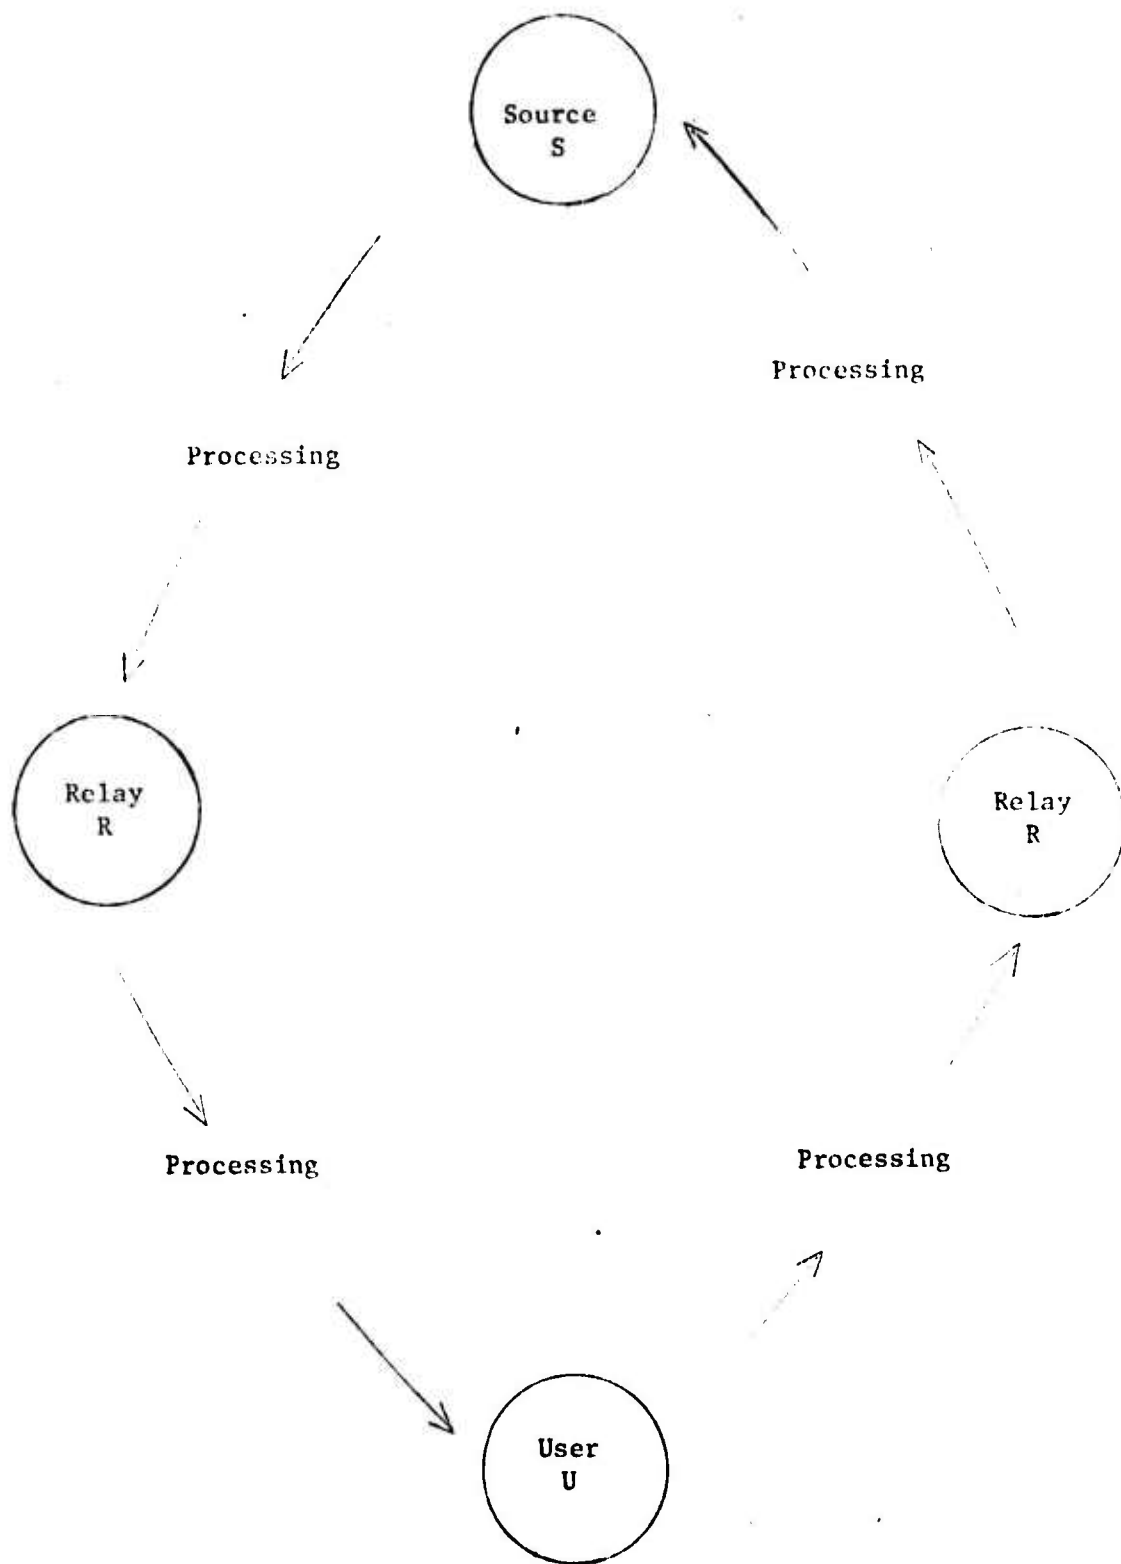 Source
S
Processing
Processing
Relay
R
Relay
R
Processing
Processing
User
U